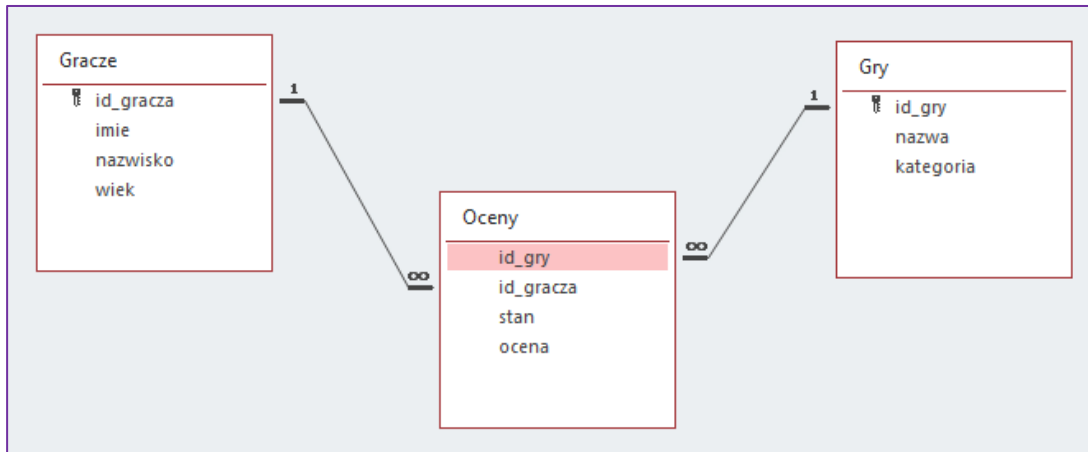 Gracze
id_gracza
imie
nazwisko
wiek
1
∞
Oceny
id_gry
id_gracza
stan
ocena
∞
1
Gry
id_gry
nazwa
kategoria